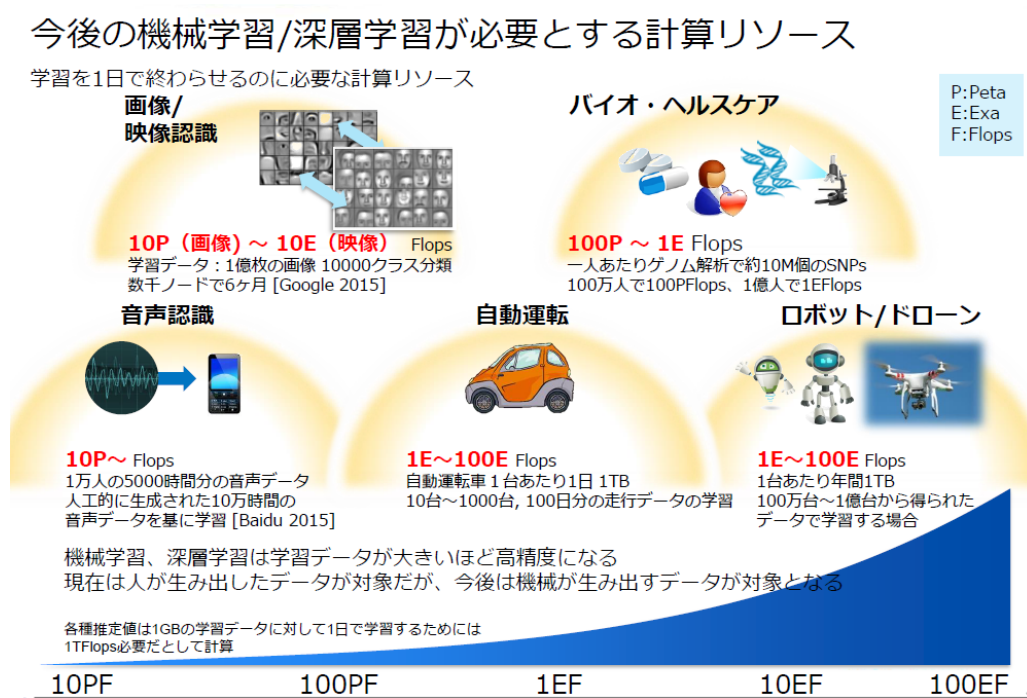 今後の機械学習/深層学習が必要とする計算リソース
学習を1日で終わらせるのに必要な計算リソース
P:Peta
E:Exa
F:Flops
画像/
映像認識
10P（画像）～ 10E（映像） Flops
学習データ：1億枚の画像 10000クラス分類
数千ノードで6ヶ月 [Google 2015]
バイオ・ヘルスケア
100P ～ 1E Flops
一人あたりゲノム解析で約10M個のSNPs
100万人で100PFlops、1億人で1EFlops
音声認識
10P～ Flops
1万人の5000時間分の音声データ
人工的に生成された10万時間の
音声データを基に学習 [Baidu 2015]
自動運転
1E～100E Flops
自動運転車１台あたり1日 1TB
10台～1000台, 100日分の走行データの学習
ロボット/ドローン
1E～100E Flops
1台あたり年間1TB
100万台～1億台から得られた
データで学習する場合
機械学習、深層学習は学習データが大きいほど高精度になる
現在は人が生み出したデータが対象だが、今後は機械が生み出すデータが対象となる
各種推定値は1GBの学習データに対して1日で学習するためには
1TFlops必要だとして計算
10PF 100PF 1EF 10EF 100EF